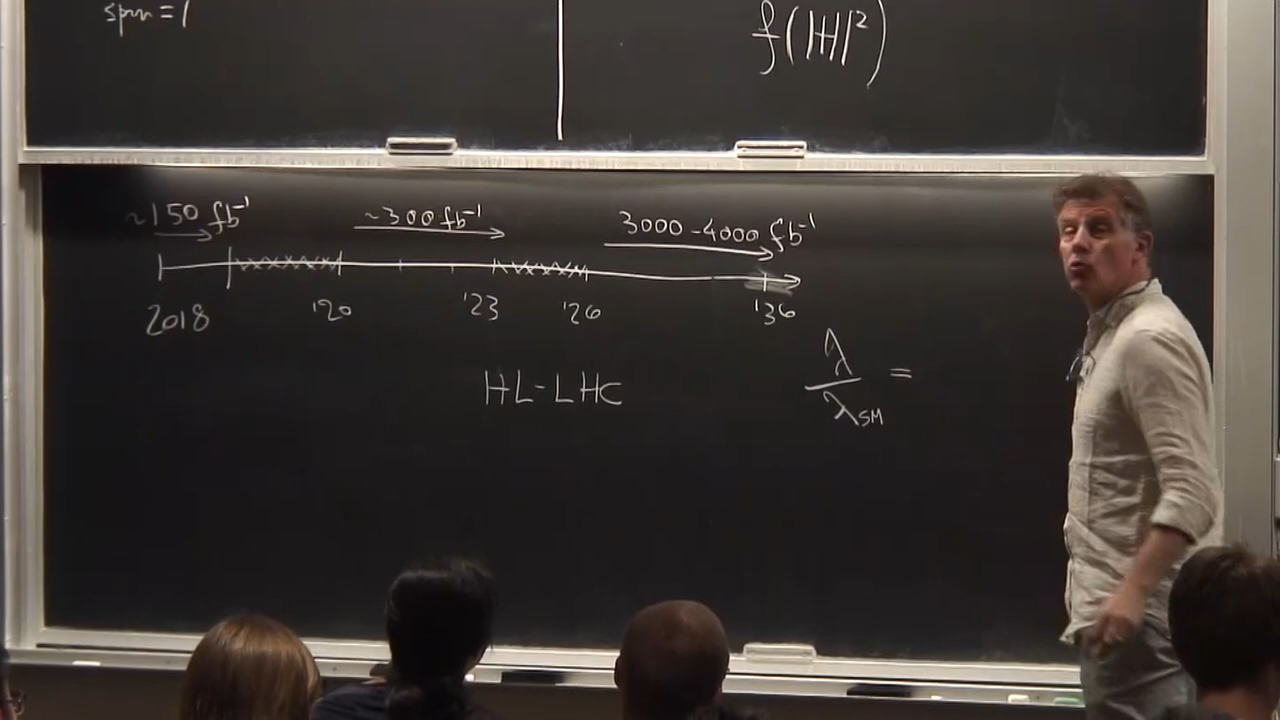 spin = 1
f(|H|²)
~150 fb⁻¹
~300 fb⁻¹
3000-4000 fb⁻¹
2018 '20 '23 '26 '36
HL-LHC
λ/λSM =